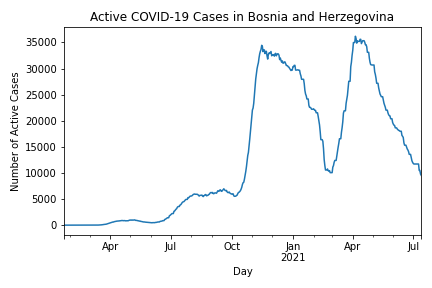 Active COVID-19 Cases in Bosnia and Herzegovina
Number of Active Cases
35000
30000
25000
20000
15000
10000
5000
0
Apr
Jul
Oct
Jan
2021
Apr
Jul
Day